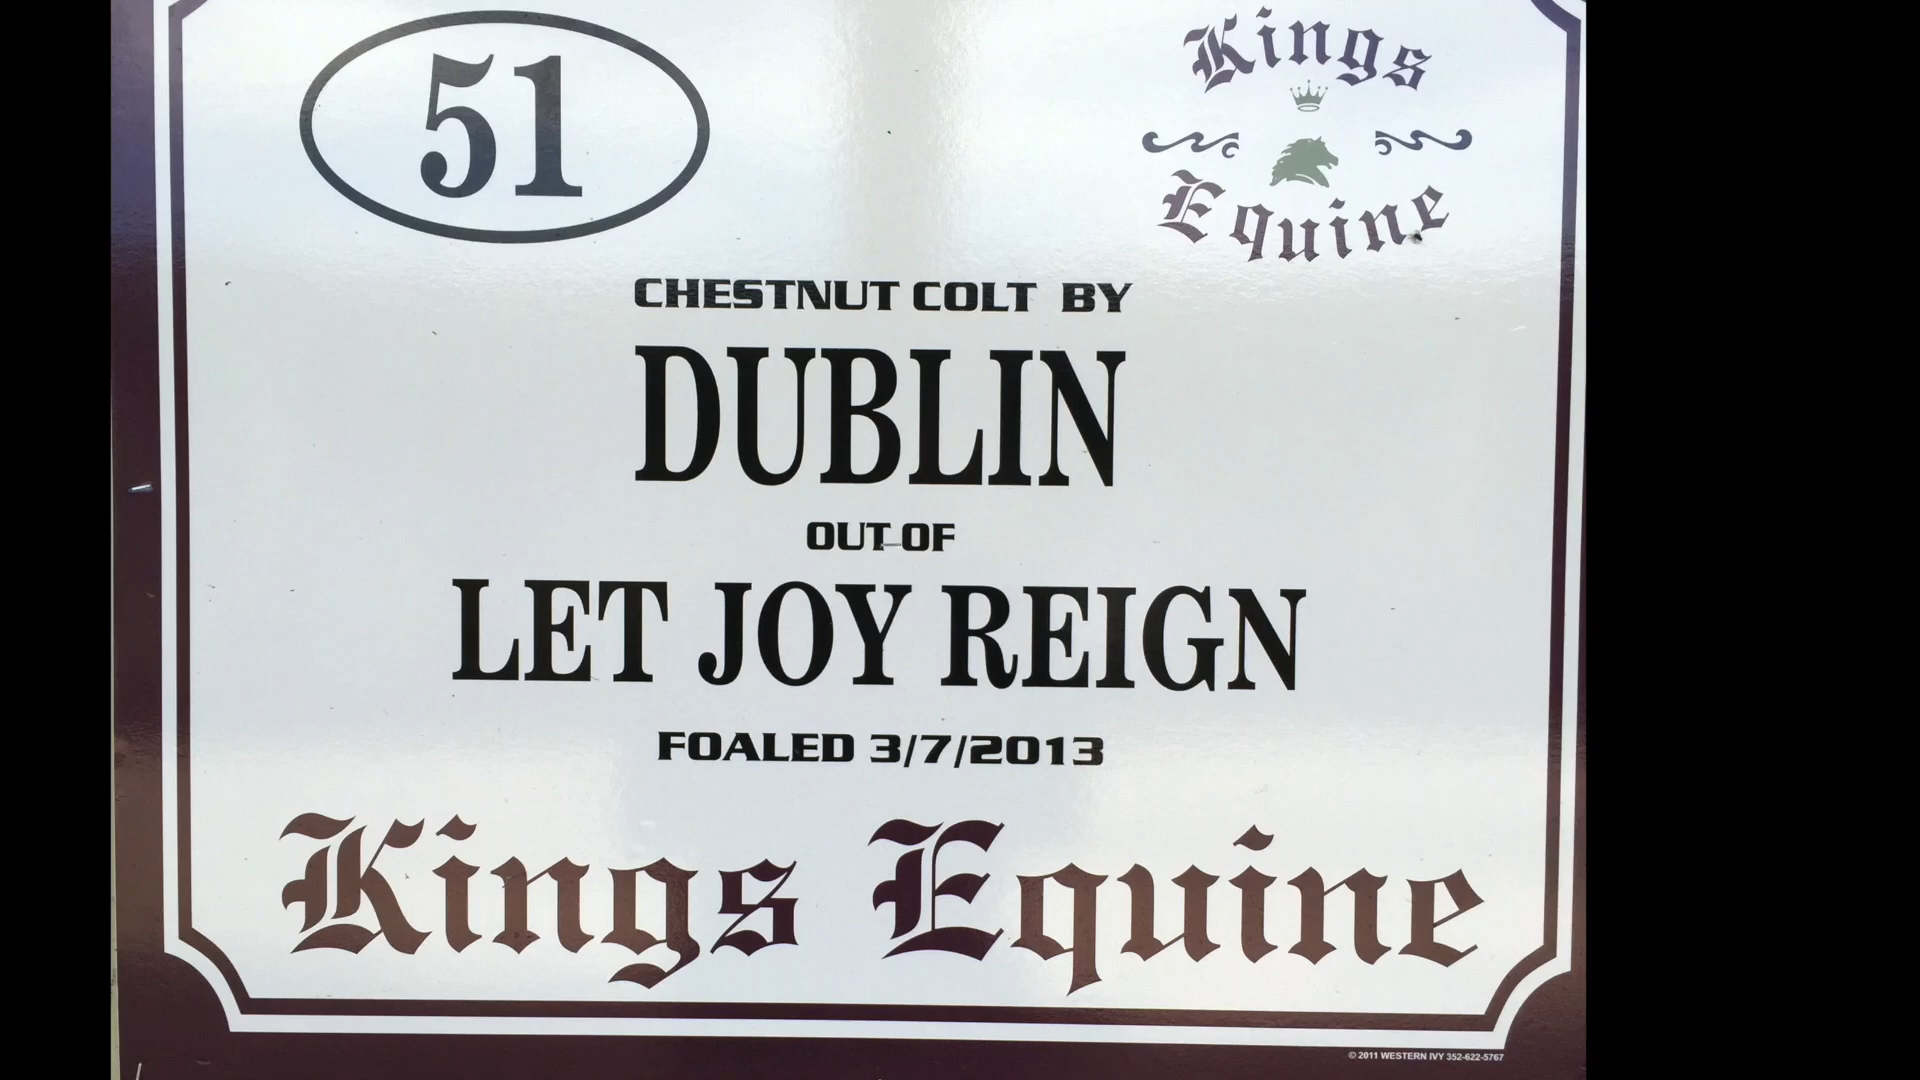 51
Kings
Equine
CHESTNUT COLT BY
DUBLIN
OUT OF
LET JOY REIGN
FOALED 3/7/2013
Kings Equine
© 2011 WESTERN IVY 352-622-5767